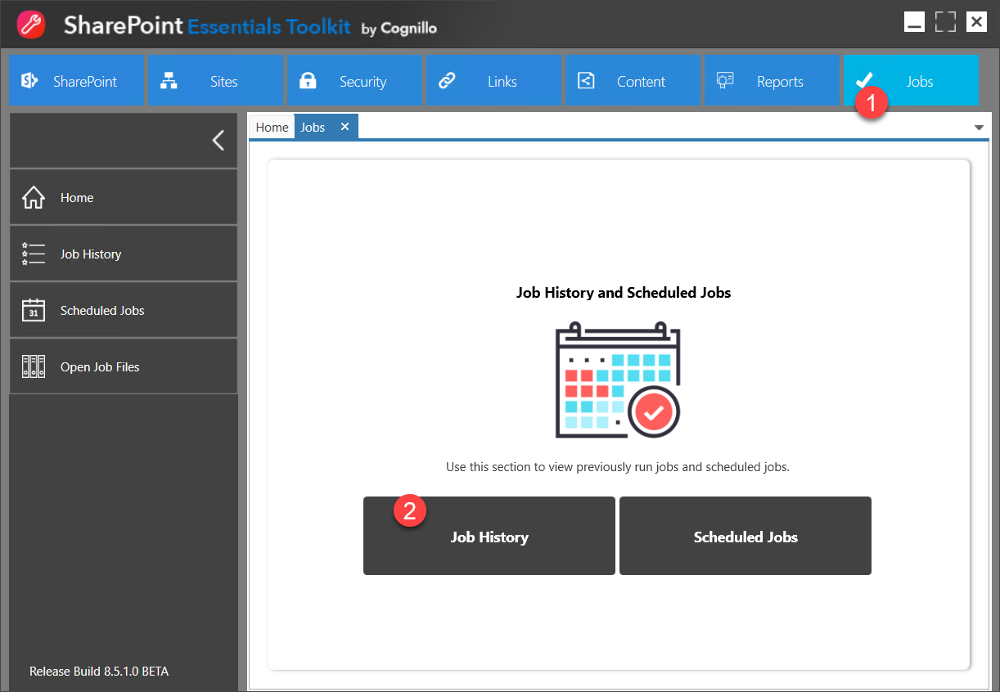 SharePoint Essentials Toolkit by Cognillo
SharePoint Sites Security Links Content Reports Jobs
1
Home Jobs
Home
Job History
31 Scheduled Jobs
Open Job Files
Job History and Scheduled Jobs
Use this section to view previously run jobs and scheduled jobs.
2
Job History Scheduled Jobs
Release Build 8.5.1.0 BETA